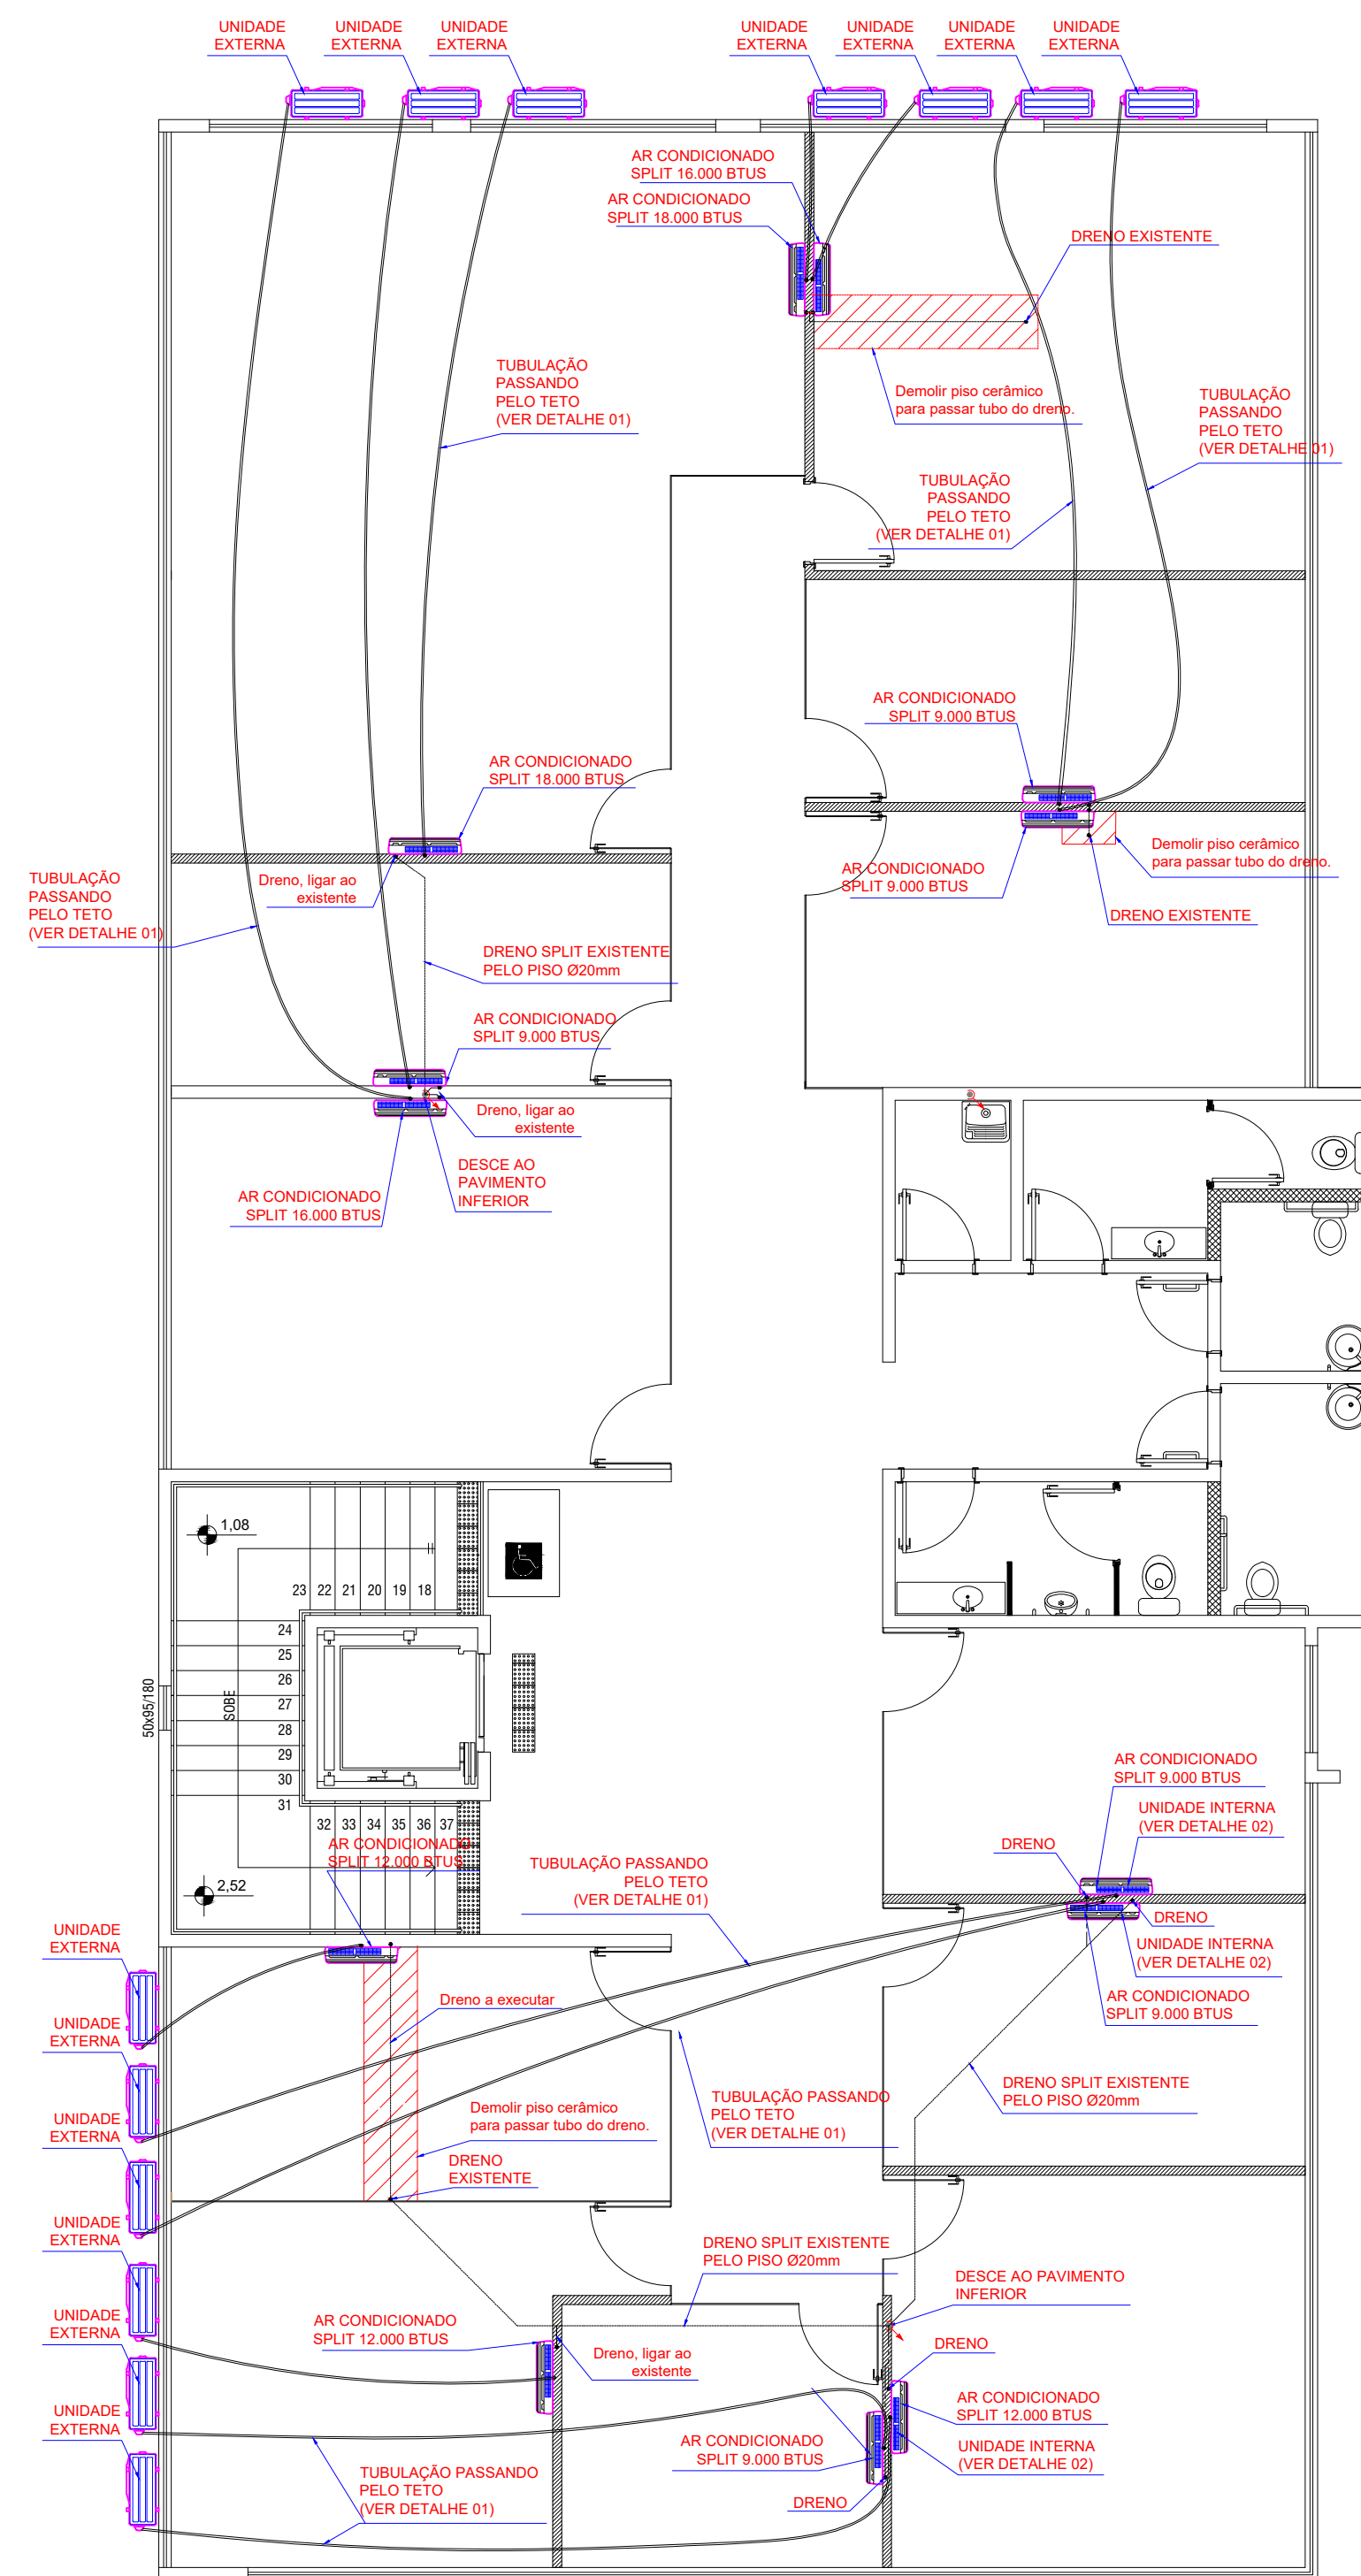 UNIDADE
EXTERNA
UNIDADE
EXTERNA
UNIDADE
EXTERNA
UNIDADE
EXTERNA
UNIDADE
EXTERNA
UNIDADE
EXTERNA
UNIDADE
EXTERNA
AR CONDICIONADO
SPLIT 16.000 BTUS
AR CONDICIONADO
SPLIT 18.000 BTUS
DRENO EXISTENTE
TUBULAÇÃO
PASSANDO
PELO TETO
(VER DETALHE 01)
Demolir piso cerâmico
para passar tubo do dreno.
TUBULAÇÃO
PASSANDO
PELO TETO
(VER DETALHE 01)
TUBULAÇÃO
PASSANDO
PELO TETO
(VER DETALHE 01)
AR CONDICIONADO
SPLIT 9.000 BTUS
AR CONDICIONADO
SPLIT 18.000 BTUS
Demolir piso cerâmico
para passar tubo do dreno.
AR CONDICIONADO
SPLIT 9.000 BTUS
DRENO EXISTENTE
TUBULAÇÃO
PASSANDO
PELO TETO
(VER DETALHE 01)
Dreno, ligar ao
existente
DRENO SPLIT EXISTENTE
PELO PISO Ø20mm
AR CONDICIONADO
SPLIT 9.000 BTUS
Dreno, ligar ao
existente
DESCE AO
PAVIMENTO
INFERIOR
AR CONDICIONADO
SPLIT 16.000 BTUS
1,08
23 22 21 20 19 18
24
25
26
27
28
29
30
31
SOBE
50x95/180
32 33 34 35 36 37
AR CONDICIONADO
SPLIT 12.000 BTUS
2,52
AR CONDICIONADO
SPLIT 9.000 BTUS
UNIDADE INTERNA
(VER DETALHE 02)
DRENO
TUBULAÇÃO PASSANDO
PELO TETO
(VER DETALHE 01)
DRENO
UNIDADE INTERNA
(VER DETALHE 02)
AR CONDICIONADO
SPLIT 9.000 BTUS
UNIDADE
EXTERNA
UNIDADE
EXTERNA
UNIDADE
EXTERNA
UNIDADE
EXTERNA
UNIDADE
EXTERNA
UNIDADE
EXTERNA
Dreno a executar
DRENO SPLIT EXISTENTE
PELO PISO Ø20mm
TUBULAÇÃO PASSANDO
PELO TETO
(VER DETALHE 01)
Demolir piso cerâmico
para passar tubo do dreno.
DRENO
EXISTENTE
DRENO SPLIT EXISTENTE
PELO PISO Ø20mm
DESCE AO PAVIMENTO
INFERIOR
AR CONDICIONADO
SPLIT 12.000 BTUS
DRENO
Dreno, ligar ao
existente
AR CONDICIONADO
SPLIT 12.000 BTUS
AR CONDICIONADO
SPLIT 9.000 BTUS
UNIDADE INTERNA
(VER DETALHE 02)
TUBULAÇÃO PASSANDO
PELO TETO
(VER DETALHE 01)
DRENO